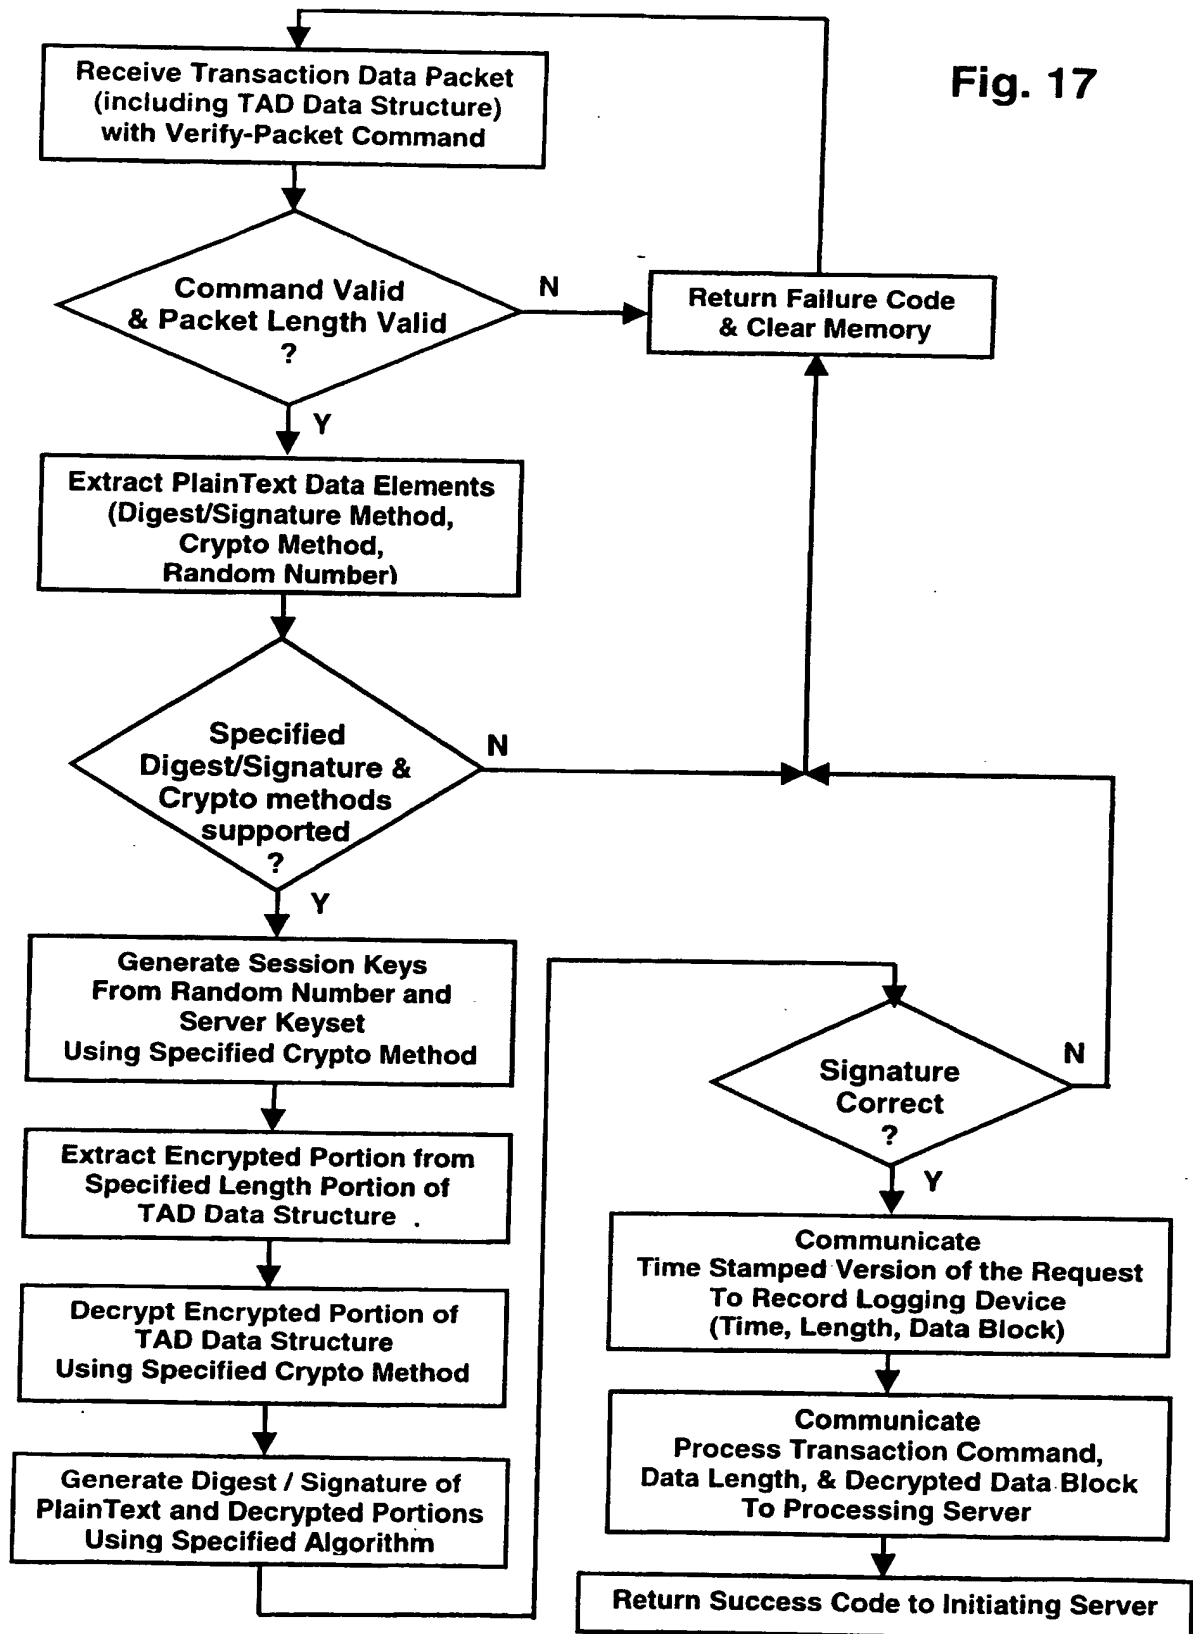 Fig. 17
Receive Transaction Data Packet
(including TAD Data Structure)
with Verify-Packet Command
Command Valid
& Packet Length Valid
?
N
Return Failure Code
& Clear Memory
Y
Extract PlainText Data Elements
(Digest/Signature Method,
Crypto Method,
Random Number)
Specified
Digest/Signature &
Crypto methods
supported
?
N
Y
Generate Session Keys
From Random Number and
Server Keyset
Using Specified Crypto Method
Extract Encrypted Portion from
Specified Length Portion of
TAD Data Structure
Decrypt Encrypted Portion of
TAD Data Structure
Using Specified Crypto Method
Generate Digest / Signature of
PlainText and Decrypted Portions
Using Specified Algorithm
Signature
Correct
?
N
Y
Communicate
Time Stamped Version of the Request
To Record Logging Device
(Time, Length, Data Block)
Communicate
Process Transaction Command,
Data Length, & Decrypted Data Block
To Processing Server
Return Success Code to Initiating Server